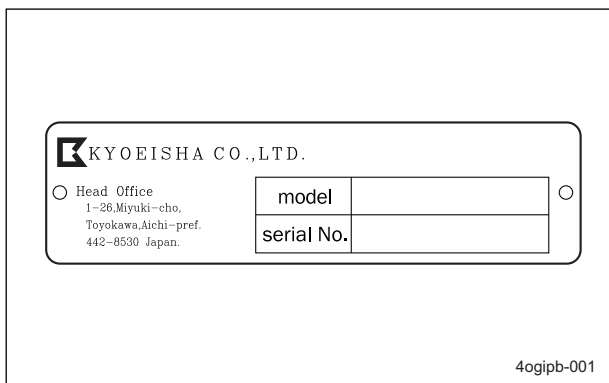 KYOEISHA CO.,LTD.
Head Office
1-26,Miyuki-cho,
Toyokawa,Aichi-pref.
442-8530 Japan.
model
serial No.
4ogipb-001